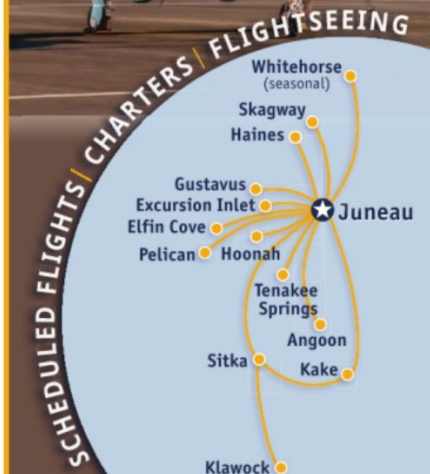 SCHEDULED FLIGHTS | CHARTERS | FLIGHTSEEING
Whitehorse
(seasonal)
Skagway
Haines
Gustavus
Excursion Inlet
Elfin Cove
Pelican
Hoonah
Juneau
Tenakee
Springs
Angoon
Sitka
Kake
Klawock